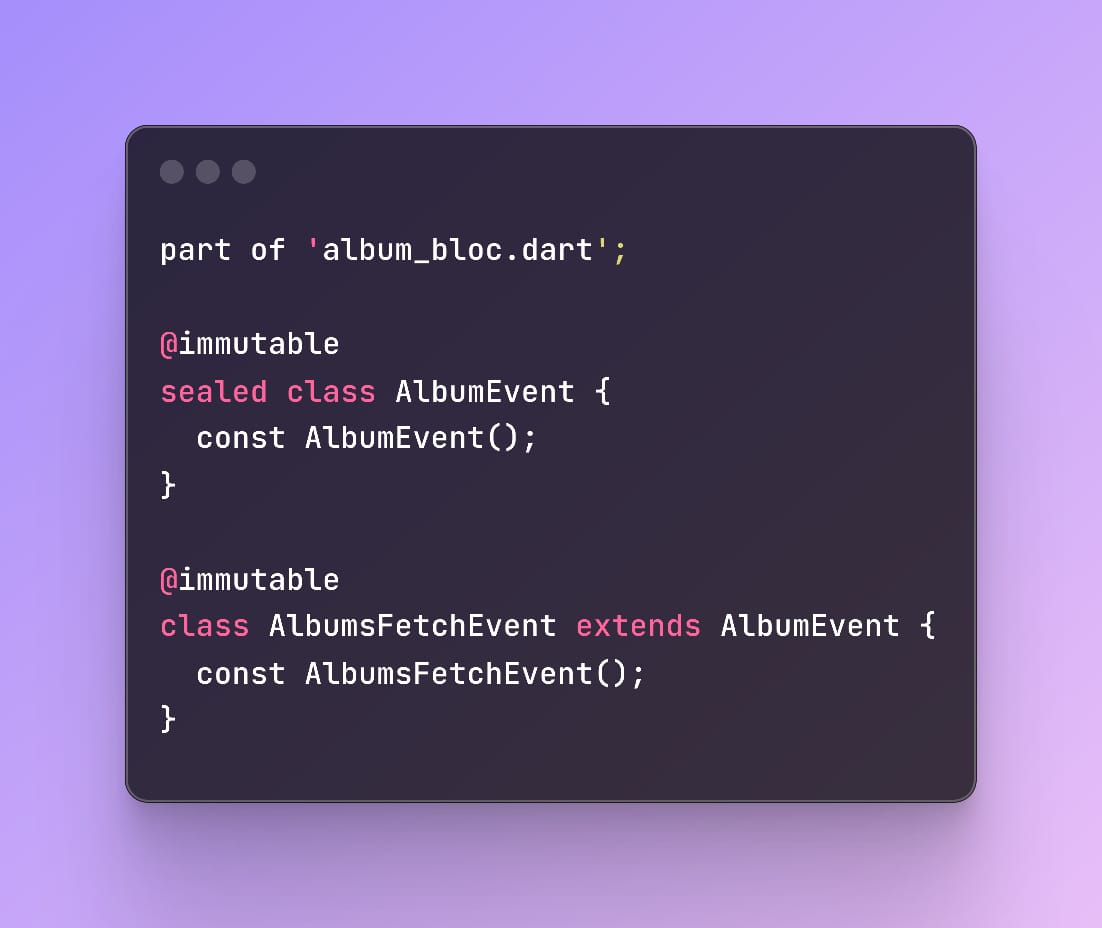 part of 'album_bloc.dart';
@immutable
sealed class AlbumEvent {
  const AlbumEvent();
}
@immutable
class AlbumsFetchEvent extends AlbumEvent {
  const AlbumsFetchEvent();
}